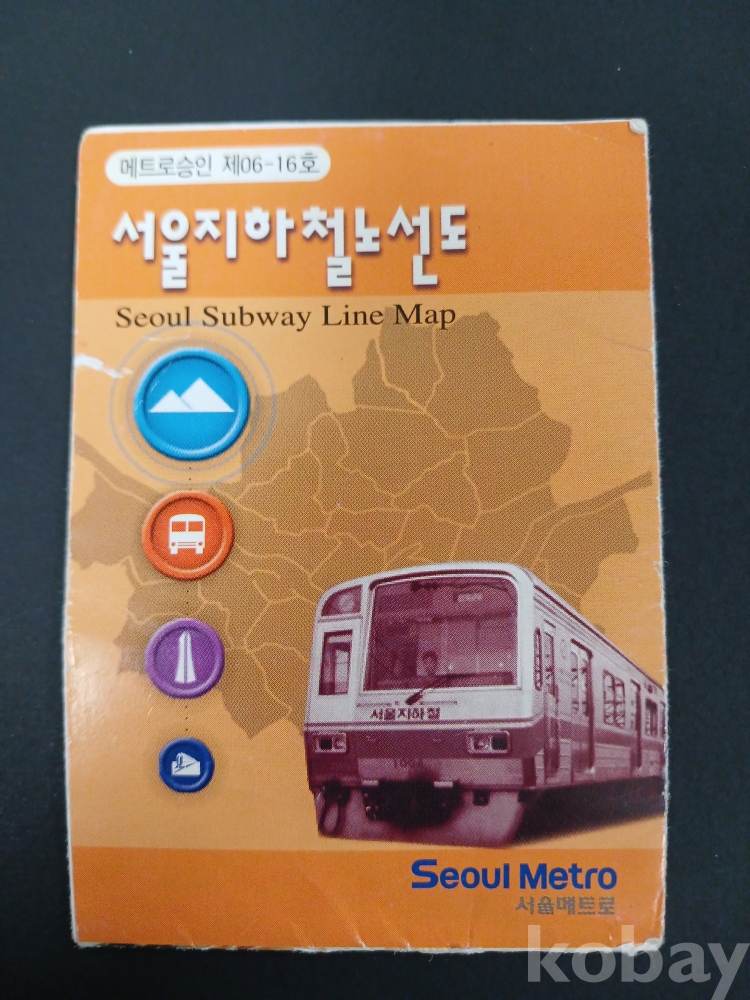 메트로승인 제06-16호
서울지하철노선도
Seoul Subway Line Map
서울지하철
Seoul Metro
서울메트로
kobay